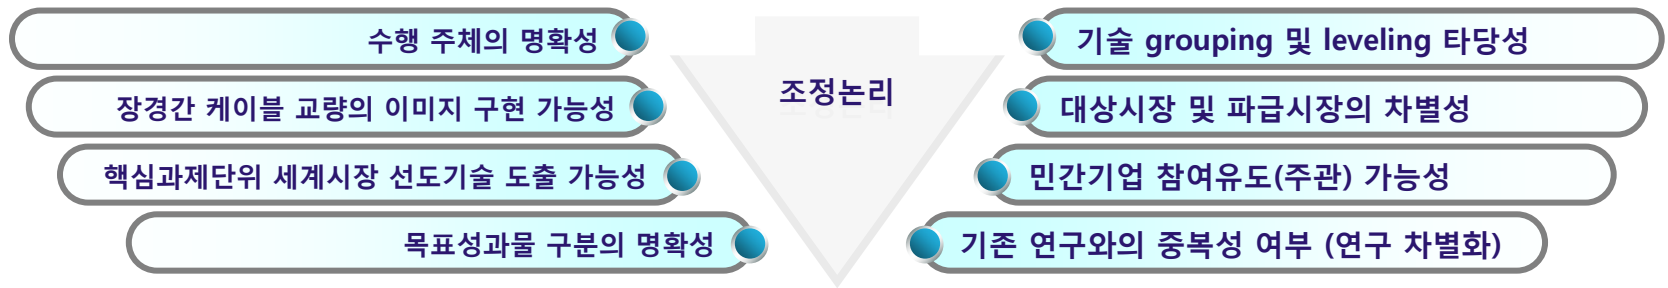 수행 주체의 명확성
장경간 케이블 교량의 이미지 구현 가능성
핵심과제단위 세계시장 선도기술 도출 가능성
목표성과물 구분의 명확성
조정논리
기술 grouping 및 leveling 타당성
대상시장 및 파급시장의 차별성
민간기업 참여유도(주관) 가능성
기존 연구와의 중복성 여부 (연구 차별화)